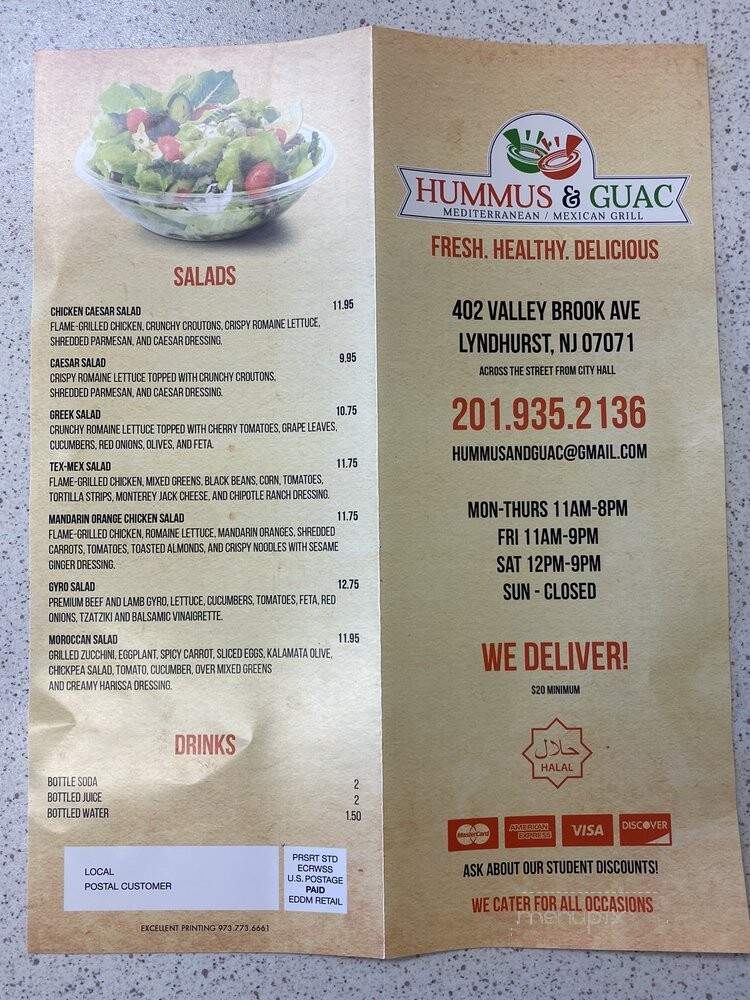 SALADS
CHICKEN CAESAR SALAD 11.95
FLAME-GRILLED CHICKEN, CRUNCHY CROUTONS, CRISPY ROMAINE LETTUCE,
SHREDDED PARMESAN, AND CAESAR DRESSING.
CAESAR SALAD 9.95
CRISPY ROMAINE LETTUCE TOPPED WITH CRUNCHY CROUTONS,
SHREDDED PARMESAN, AND CAESAR DRESSING.
GREEK SALAD 10.75
CRUNCHY ROMAINE LETTUCE TOPPED WITH CHERRY TOMATOES, GRAPE LEAVES,
CUCUMBERS, RED ONIONS, OLIVES, AND FETA.
TEX-MEX SALAD 11.75
FLAME-GRILLED CHICKEN, MIXED GREENS, BLACK BEANS, CORN, TOMATOES,
TORTILLA STRIPS, MONTEREY JACK CHEESE, AND CHIPOTLE RANCH DRESSING.
MANDARIN ORANGE CHICKEN SALAD 11.75
FLAME-GRILLED CHICKEN, ROMAINE LETTUCE, MANDARIN ORANGES, SHREDDED
CARROTS, TOMATOES, TOASTED ALMONDS, AND CRISPY NOODLES WITH SESAME
GINGER DRESSING.
GYRO SALAD 12.75
PREMIUM BEEF AND LAMB GYRO, LETTUCE, CUCUMBERS, TOMATOES, FETA, RED
ONIONS, TZATZIKI AND BALSAMIC VINAIGRETTE.
MOROCCAN SALAD 11.95
GRILLED ZUCCHINI, EGGPLANT, SPICY CARROT, SLICED EGGS, KALAMATA OLIVE,
CHICKPEA SALAD, TOMATO, CUCUMBER, OVER MIXED GREENS
AND CREAMY HARISSA DRESSING.
DRINKS
BOTTLE SODA 2
BOTTLED JUICE 2
BOTTLED WATER 1.50
LOCAL
POSTAL CUSTOMER
PRSRT STD
ECRWSS
U.S. POSTAGE
PAID
EDDM RETAIL
EXCELLENT PRINTING 973.773.6661
HUMMUS & GUAC
MEDITERRANEAN / MEXICAN GRILL
FRESH. HEALTHY. DELICIOUS
402 VALLEY BROOK AVE
LYNDHURST, NJ 07071
ACROSS THE STREET FROM CITY HALL
201.935.2136
HUMMUSANDGUAC@GMAIL.COM
MON-THURS 11AM-8PM
FRI 11AM-9PM
SAT 12PM-9PM
SUN - CLOSED
WE DELIVER!
$20 MINIMUM
حلال
HALAL
MasterCard AMERICAN EXPRESS VISA DISCOVER
ASK ABOUT OUR STUDENT DISCOUNTS!
WE CATER FOR ALL OCCASIONS